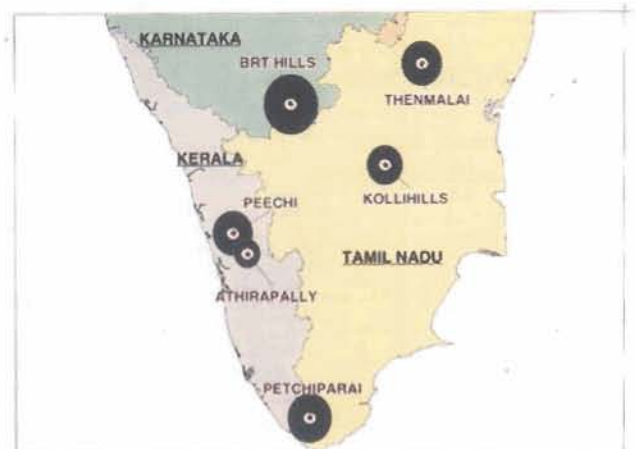 KARNATAKA
BRT HILLS
THENMALAI
KERALA
KOLLIHILLS
PEECHI
TAMIL NADU
ATHIRAPALLY
PETCHIPARAI